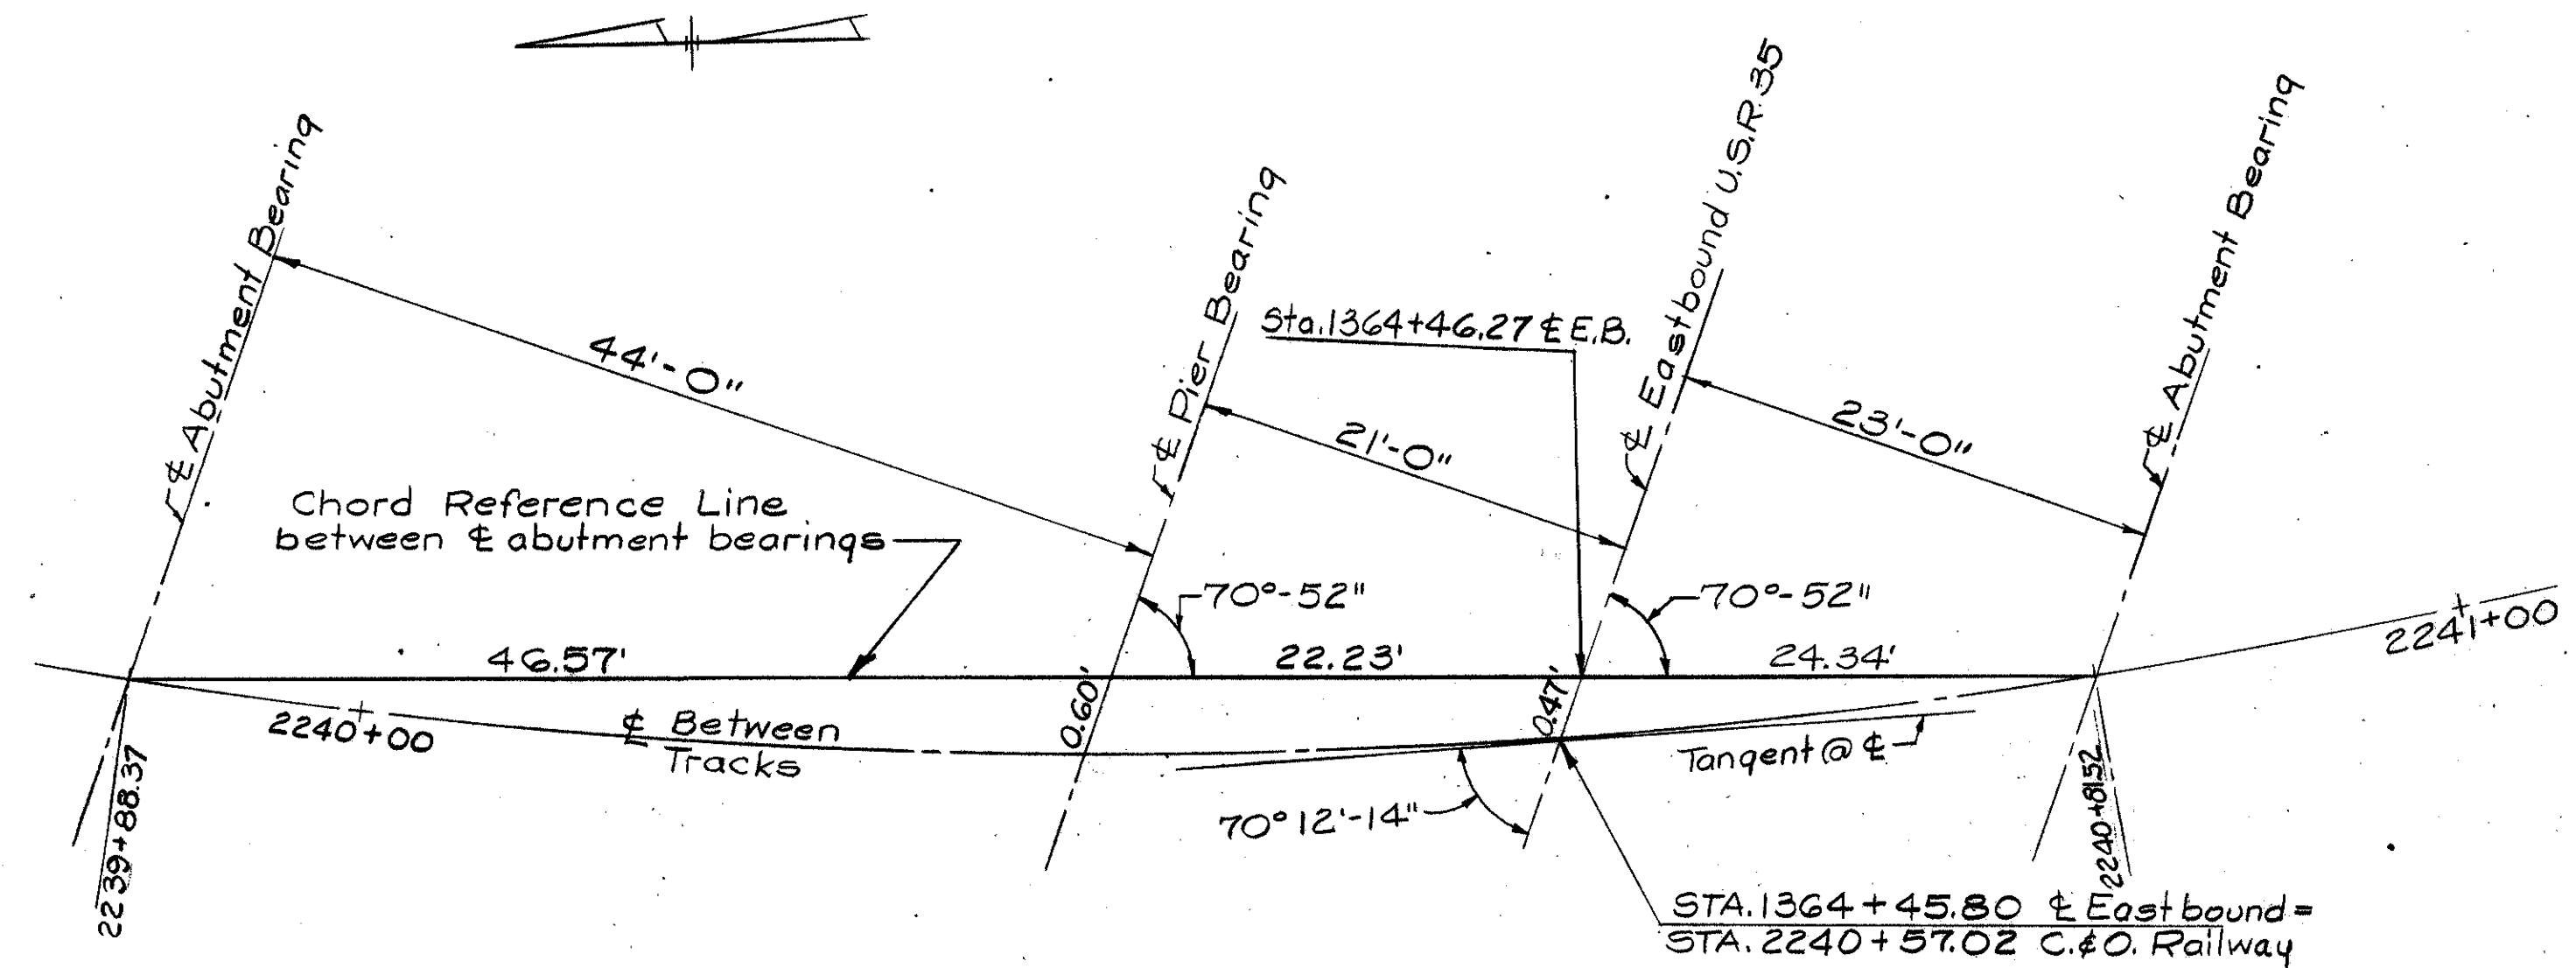 ℄ Abutment Bearing
℄ Pier Bearing
℄ Eastbound U.S.R.35
℄ Abutment Bearing
44'-0"
21'-0"
23'-0"
Sta.1364+46.27 ℄ E.B.
Chord Reference Line
between ℄ abutment bearings
70°-52"
70°-52"
46.57'
22.23'
24.34'
2241+00
2240+00
℄ Between
Tracks
0.60'
0.47'
Tangent @ ℄
70°12'-14"
2239+88.37
2240+81.52
STA.1364+45.80 ℄ Eastbound=
STA. 2240+57.02 C.&O. Railway